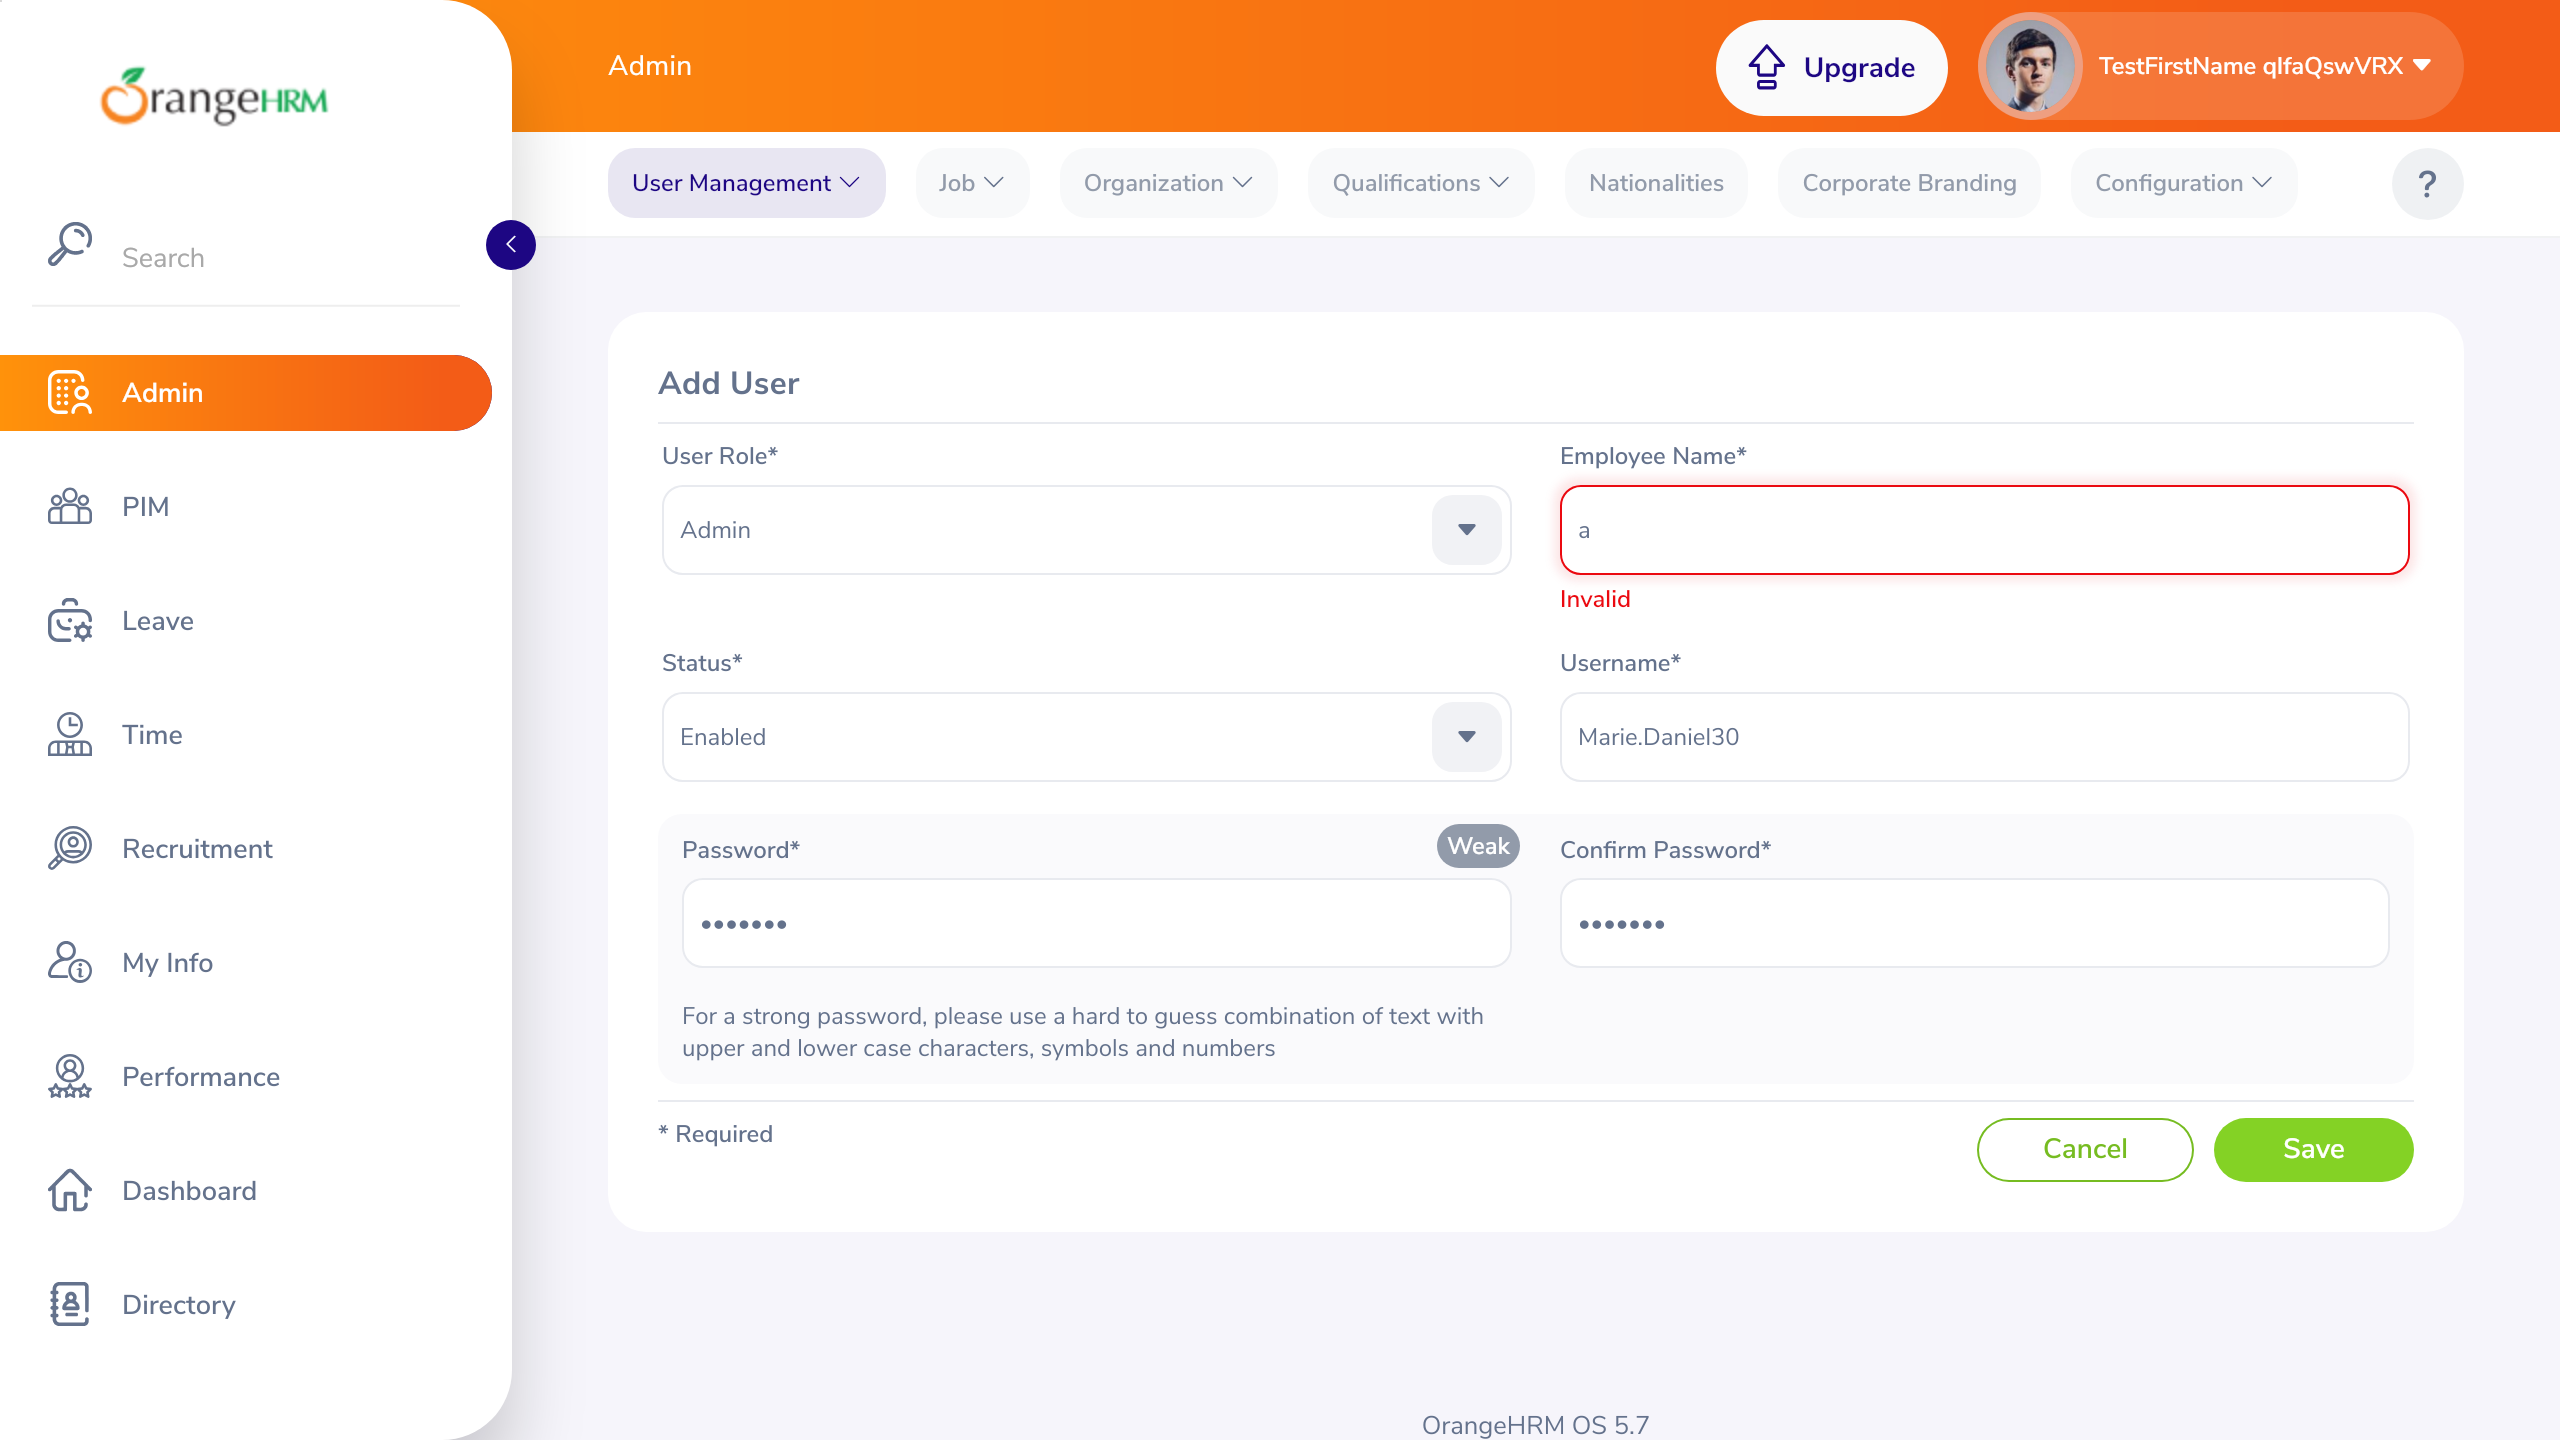 OrangeHRM
Admin
Upgrade
TestFirstName qIfaQswVRX
User Management
Job
Organization
Qualifications
Nationalities
Corporate Branding
Configuration
?
Search
Admin
PIM
Leave
Time
Recruitment
My Info
Performance
Dashboard
Directory
Add User
User Role*
Admin
Employee Name*
a
Invalid
Status*
Enabled
Username*
Marie.Daniel30
Password*
Weak
•••••••
Confirm Password*
•••••••
For a strong password, please use a hard to guess combination of text with
upper and lower case characters, symbols and numbers
* Required
Cancel
Save
OrangeHRM OS 5.7